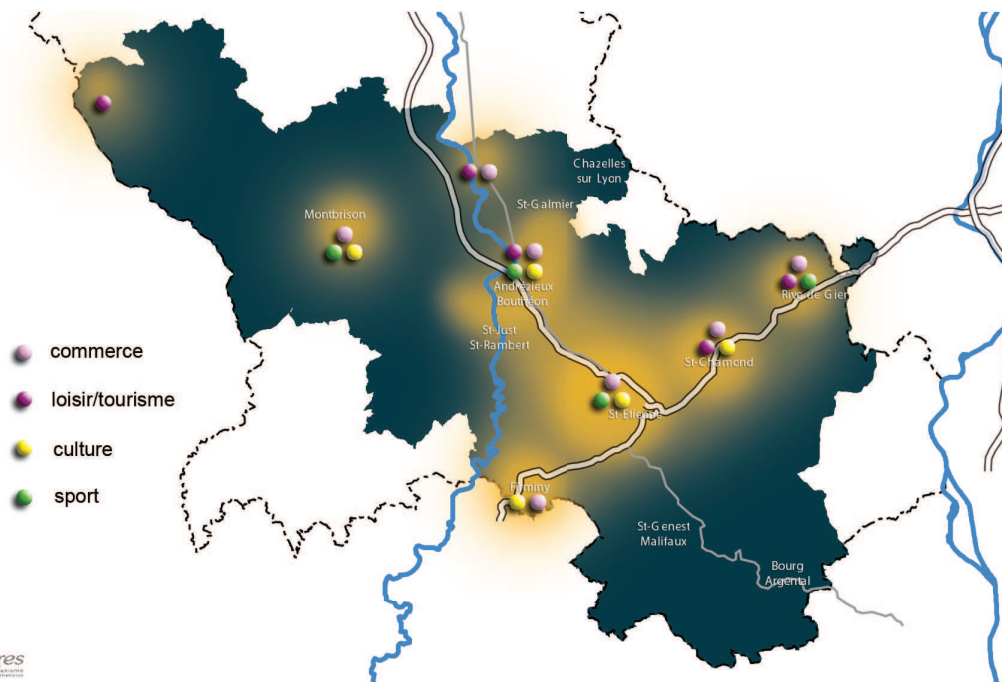 Chazelles
sur Lyon
St-Galmier
Montbrison
Andrézieux
Bouthéon
Rive de Gier
St-Just
St-Rambert
St-Chamond
commerce
loisir/tourisme
culture
sport
St-Etienne
Firminy
St-Genest
Malifaux
Bourg
Argental